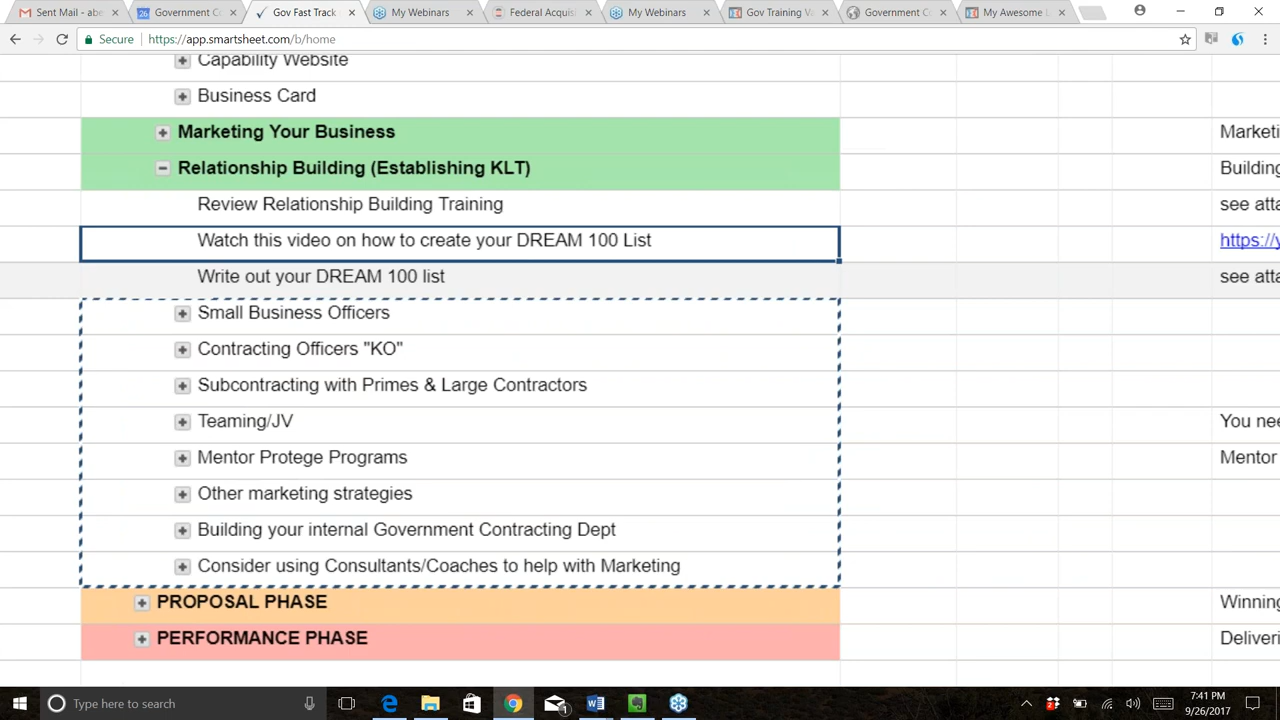 Sent Mail - abe
Government C
Gov Fast Track
My Webinars
Federal Acquis
My Webinars
Gov Training V
Government C
My Awesome L
Secure
https://app.smartsheet.com/b/home
Capability Website
Business Card
Marketing Your Business
Marketi
Relationship Building (Establishing KLT)
Building
Review Relationship Building Training
see atta
Watch this video on how to create your DREAM 100 List
https://y
Write out your DREAM 100 list
see atta
Small Business Officers
Contracting Officers "KO"
Subcontracting with Primes & Large Contractors
Teaming/JV
You nee
Mentor Protege Programs
Mentor
Other marketing strategies
Building your internal Government Contracting Dept
Consider using Consultants/Coaches to help with Marketing
PROPOSAL PHASE
Winning
PERFORMANCE PHASE
Deliveri
Type here to search
7:41 PM
9/26/2017